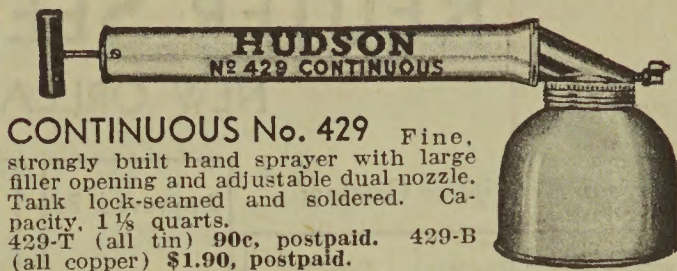 HUDSON
Nº 429 CONTINUOUS
CONTINUOUS No. 429 Fine,
strongly built hand sprayer with large
filler opening and adjustable dual nozzle.
Tank lock-seamed and soldered. Ca-
pacity, 1⅛ quarts.
429-T (all tin) 90c, postpaid. 429-B
(all copper) $1.90, postpaid.